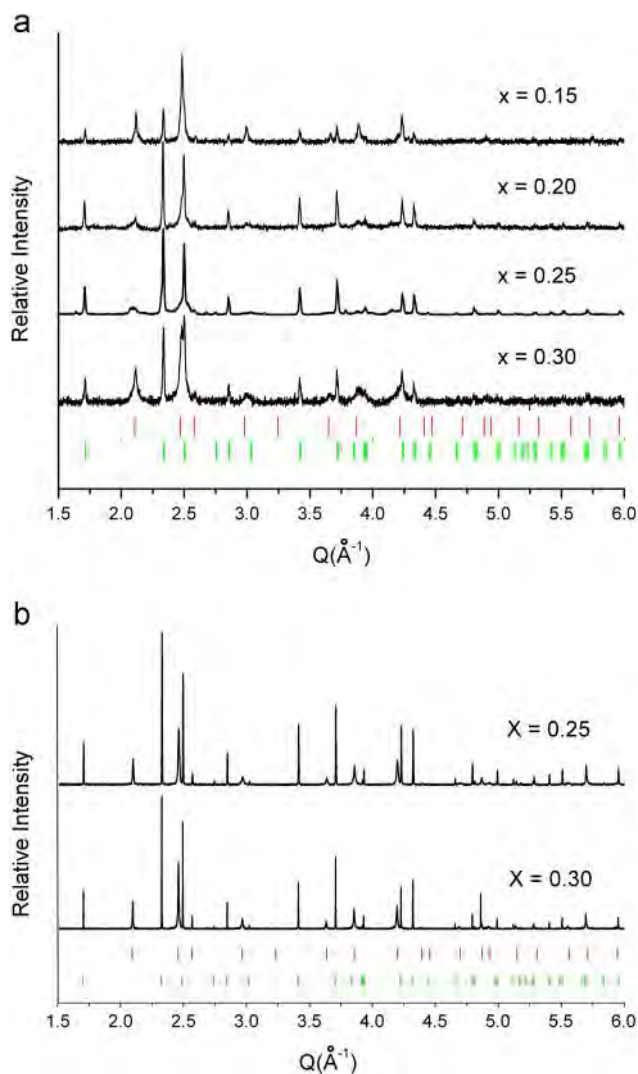 a
x = 0.15
x = 0.20
x = 0.25
x = 0.30
Relative Intensity
1.5 2.0 2.5 3.0 3.5 4.0 4.5 5.0 5.5 6.0
Q(Å⁻¹)
b
X = 0.25
X = 0.30
Relative Intensity
1.5 2.0 2.5 3.0 3.5 4.0 4.5 5.0 5.5 6.0
Q(Å⁻¹)